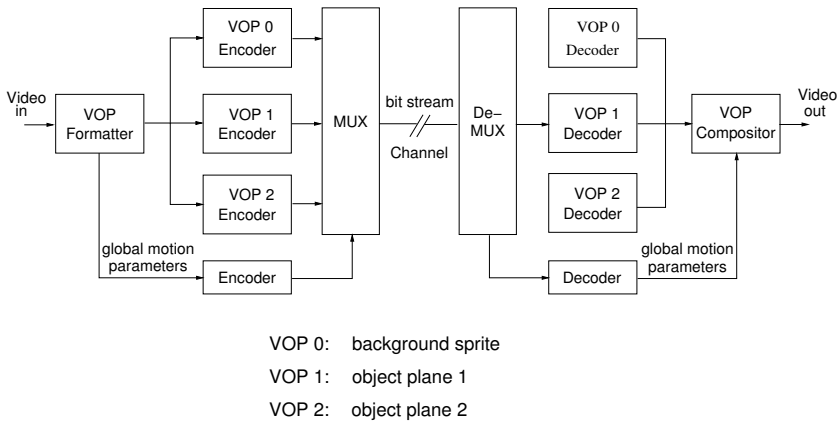 Video
in
VOP
Formatter
VOP 0
Encoder
VOP 1
Encoder
VOP 2
Encoder
global motion
parameters
Encoder
MUX
bit stream
Channel
De-
MUX
VOP 0
Decoder
VOP 1
Decoder
VOP 2
Decoder
Decoder
global motion
parameters
VOP
Compositor
Video
out
VOP 0: background sprite
VOP 1: object plane 1
VOP 2: object plane 2